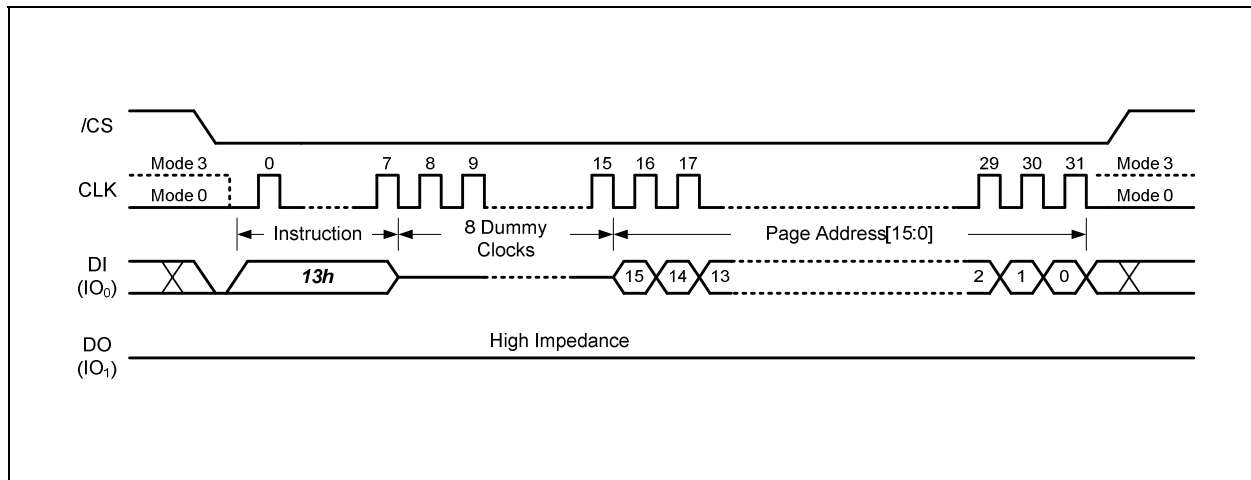 /CS
Mode 3 0 7 8 9 15 16 17 29 30 31 Mode 3
CLK
Mode 0 Mode 0
Instruction 8 Dummy Clocks Page Address[15:0]
DI
(IO₀)
13h 15 14 13 2 1 0
High Impedance
DO
(IO₁)